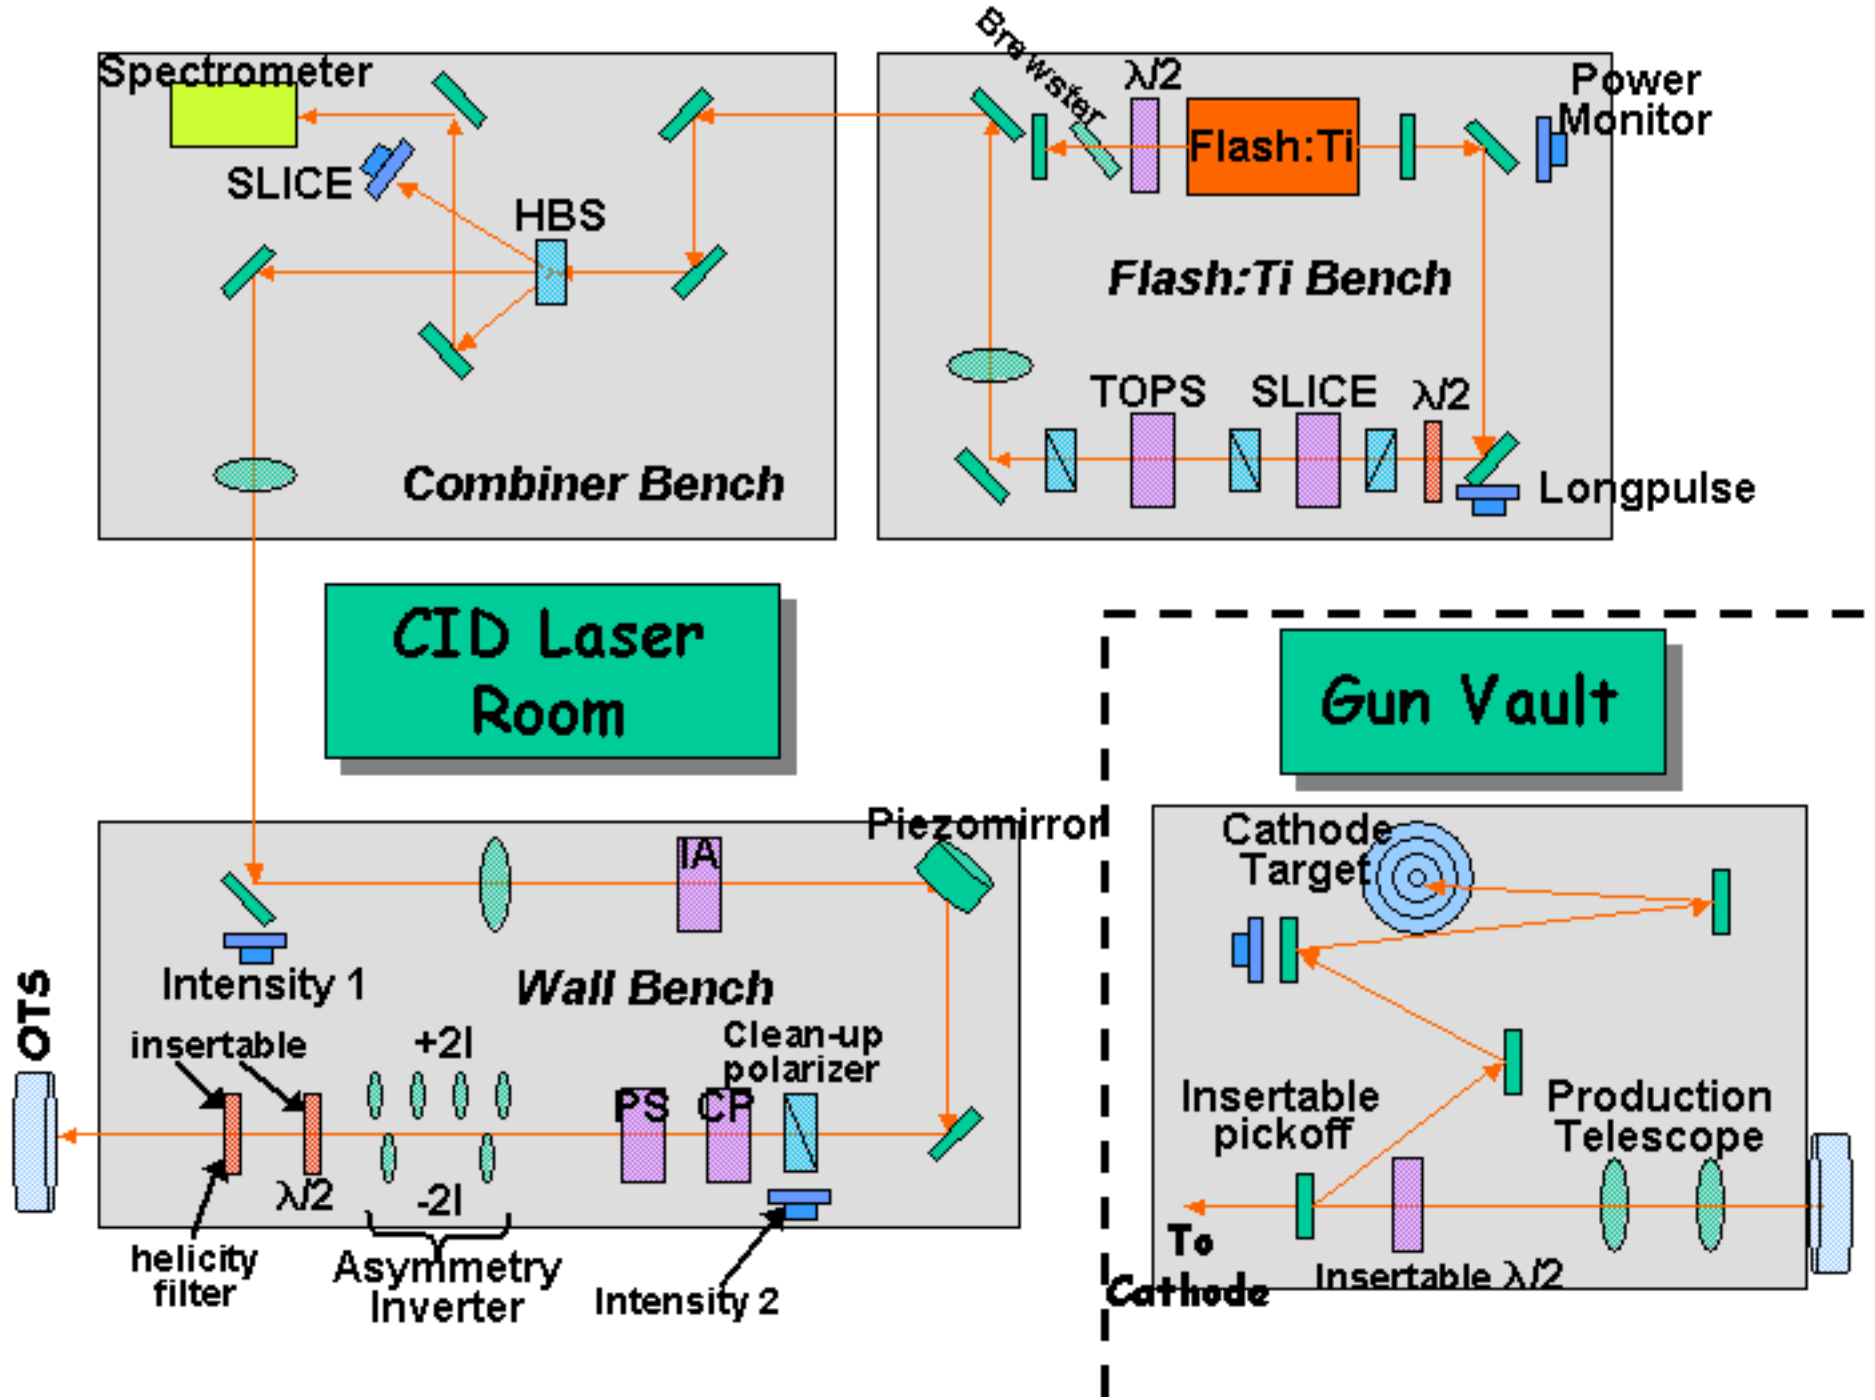 Spectrometer
SLICE
HBS
Combiner Bench
Brewster
λ/2
Flash:Ti
Power
Monitor
Flash:Ti Bench
TOPS
SLICE
λ/2
Longpulse
CID Laser
Room
Gun Vault
Piezomirror
IA
Intensity 1
Wall Bench
OTS
insertable
+2I
Clean-up
polarizer
PS
CP
λ/2
-2I
helicity
filter
Asymmetry
Inverter
Intensity 2
Cathode
Target
Insertable
pickoff
Production
Telescope
To
Cathode
Insertable λ/2